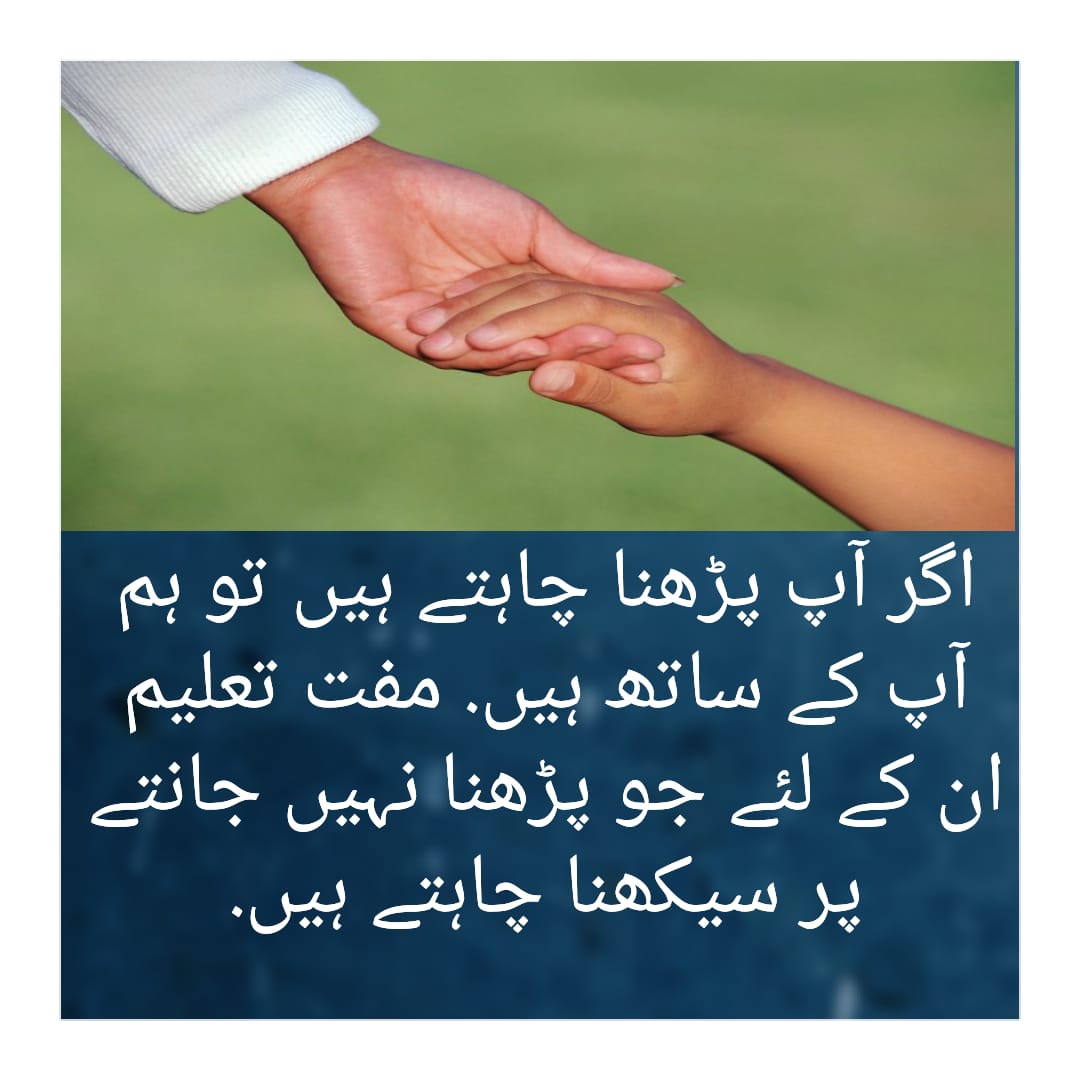 اگر آپ پڑھنا چاہتے ہیں تو ہم
آپ کے ساتھ ہیں. مفت تعلیم
ان کے لئے جو پڑھنا نہیں جانتے
پر سیکھنا چاہتے ہیں.